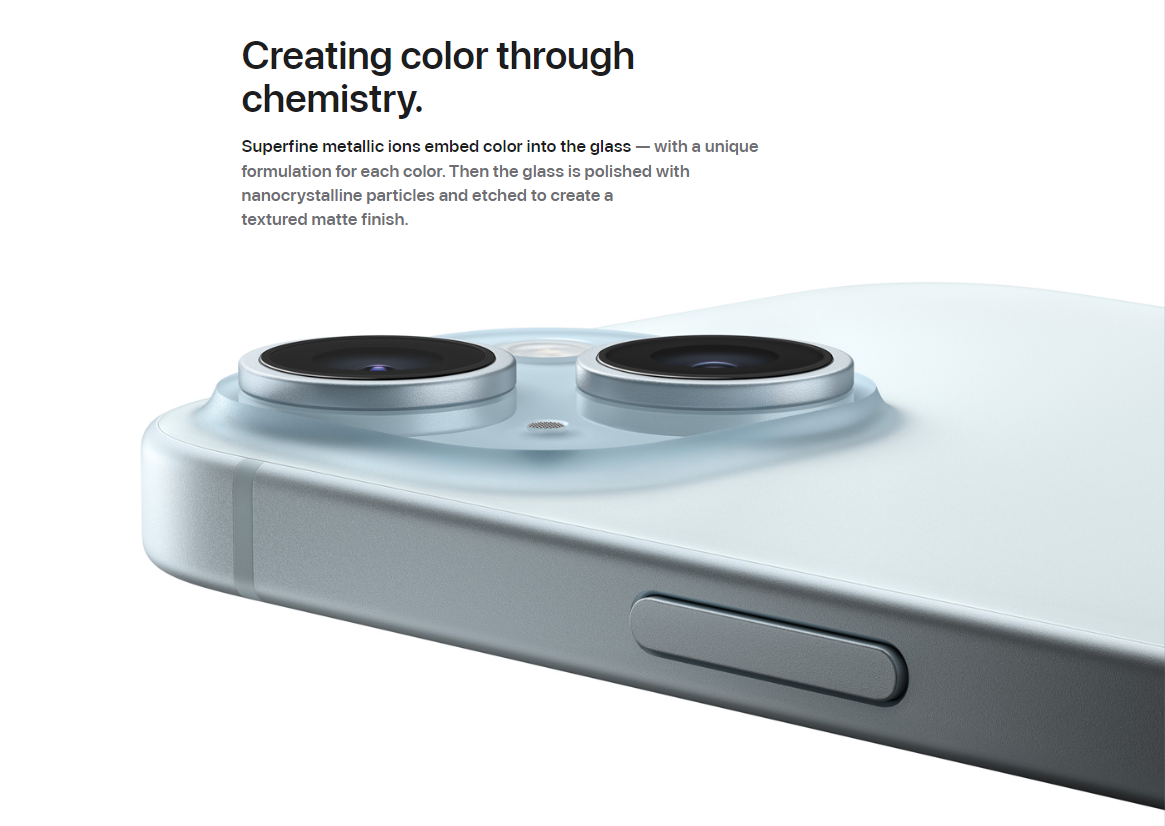 Creating color through
chemistry.
Superfine metallic ions embed color into the glass — with a unique
formulation for each color. Then the glass is polished with
nanocrystalline particles and etched to create a
textured matte finish.